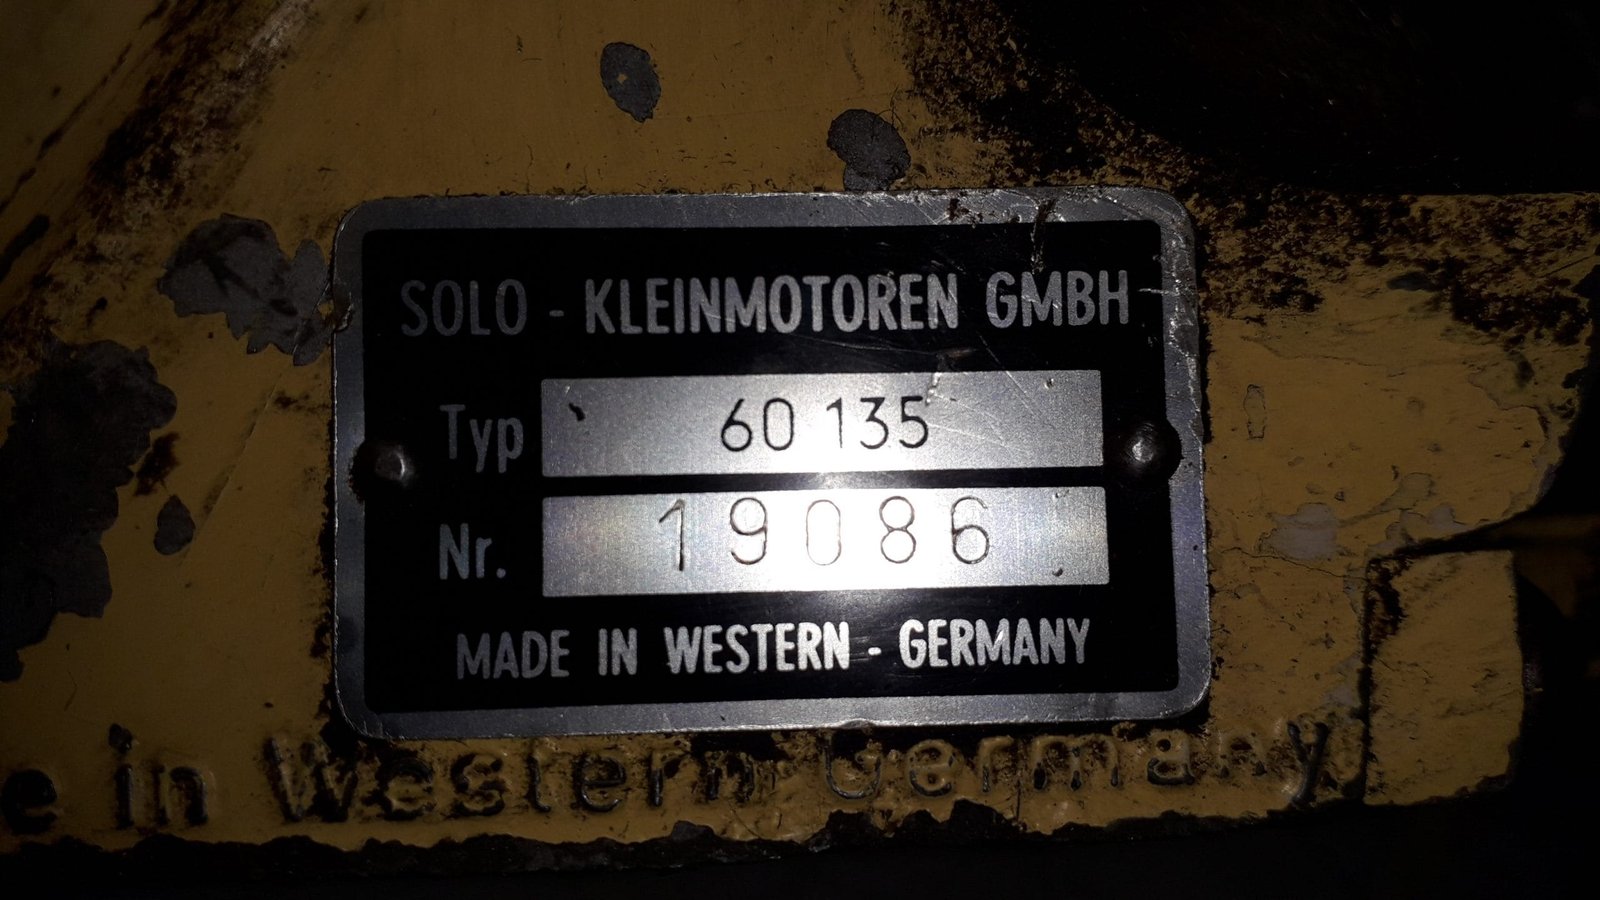 SOLO - KLEINMOTOREN GMBH
Typ 60 135
Nr. 19086
MADE IN WESTERN - GERMANY
e in Western Germany